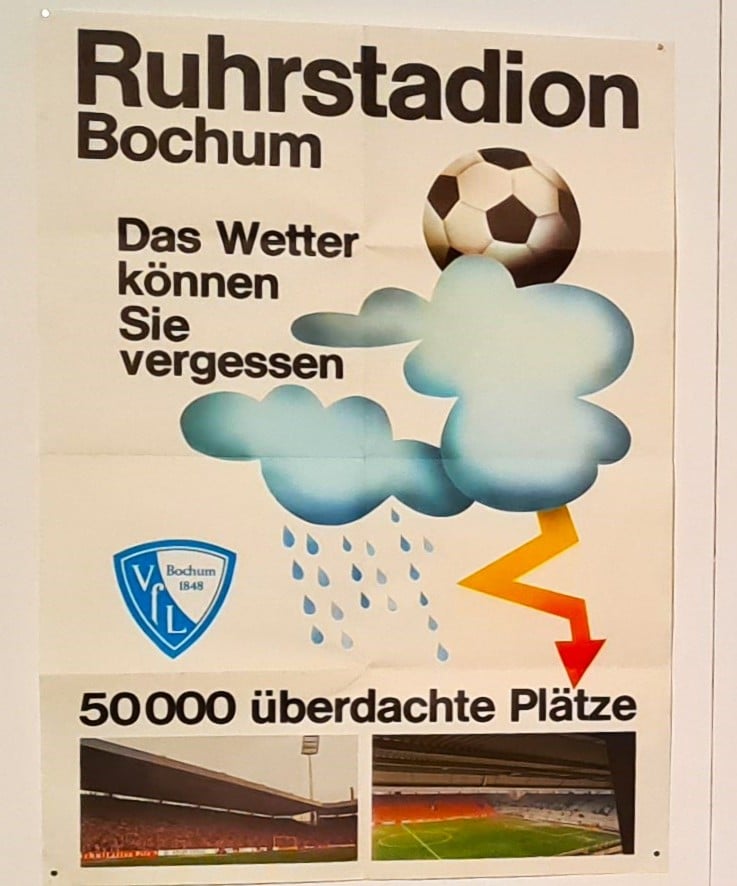 Ruhrstadion
Bochum
Das Wetter
können
Sie
vergessen
VfL
Bochum
1848
50000 überdachte Plätze